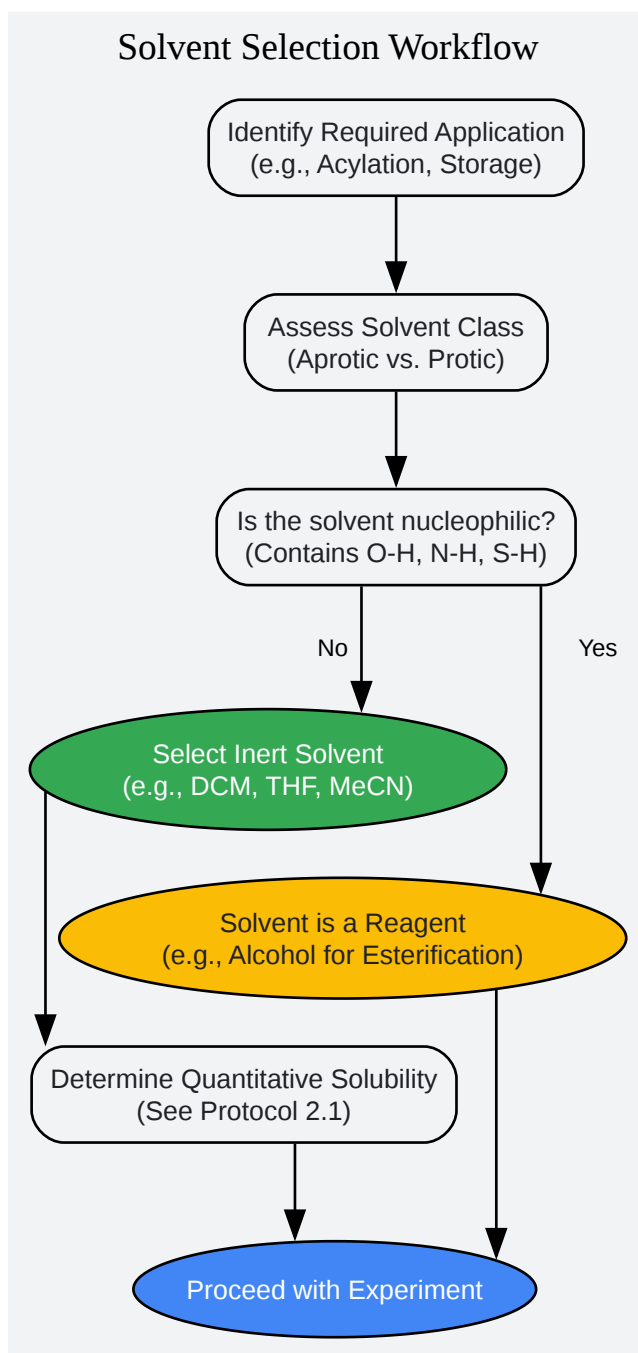 Solvent Selection Workflow
Identify Required Application
(e.g., Acylation, Storage)
Assess Solvent Class
(Aprotic vs. Protic)
Is the solvent nucleophilic?
(Contains O-H, N-H, S-H)
No
Yes
Select Inert Solvent
(e.g., DCM, THF, MeCN)
Solvent is a Reagent
(e.g., Alcohol for Esterification)
Determine Quantitative Solubility
(See Protocol 2.1)
Proceed with Experiment